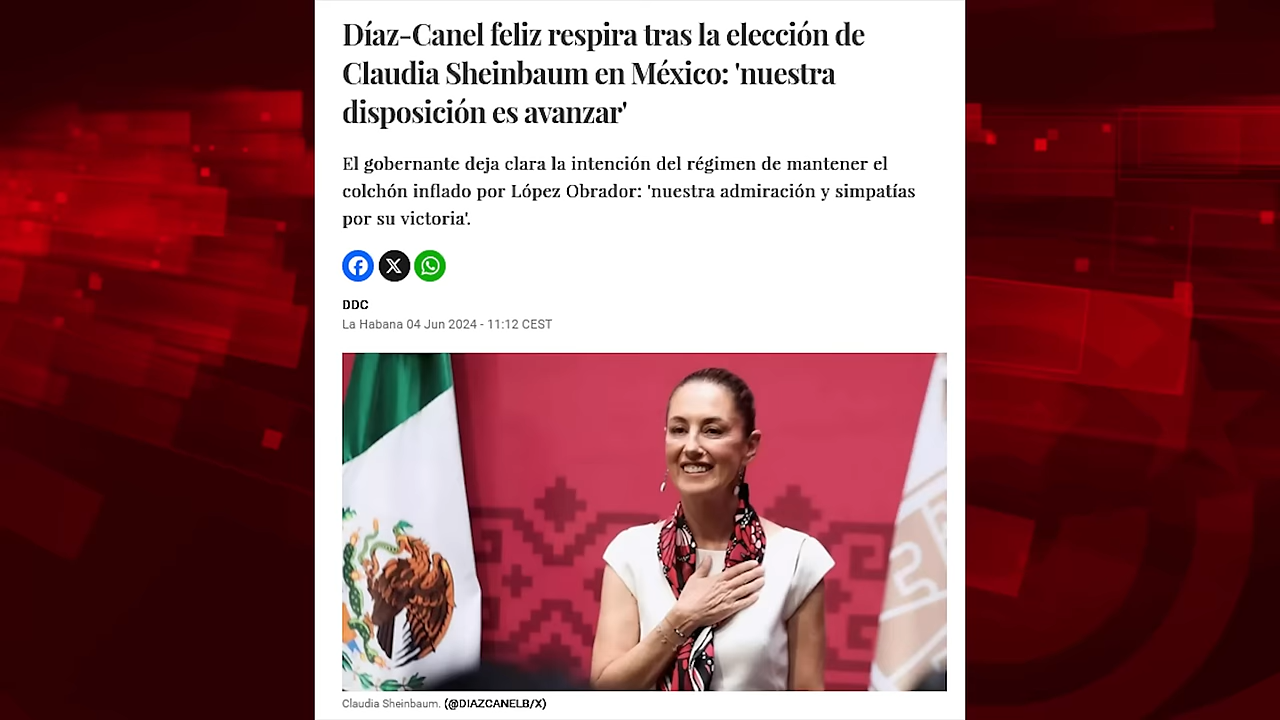 Díaz-Canel feliz respira tras la elección de
Claudia Sheinbaum en México: 'nuestra
disposición es avanzar'
El gobernante deja clara la intención del régimen de mantener el
colchón inflado por López Obrador: 'nuestra admiración y simpatías
por su victoria'.
DDC
La Habana 04 Jun 2024 - 11:12 CEST
Claudia Sheinbaum. (@DIAZCANELB/X)